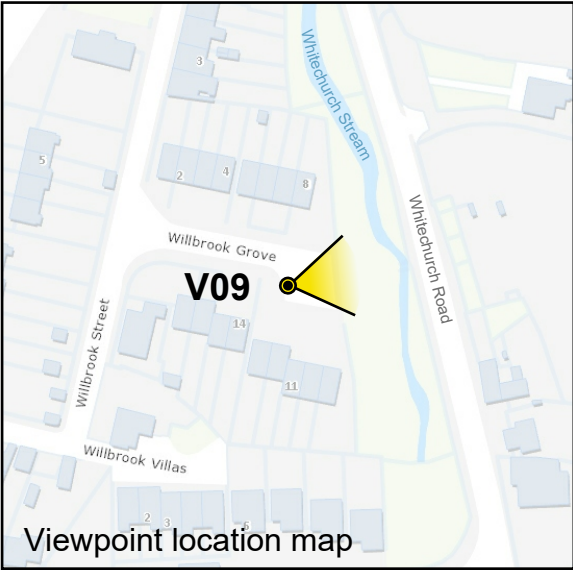 3
Whitechurch Stream
5
2
4
8
Whitechurch Road
Willbrook Grove
V09
14
Willbrook Street
11
Willbrook Villas
2
3
5
Viewpoint location map